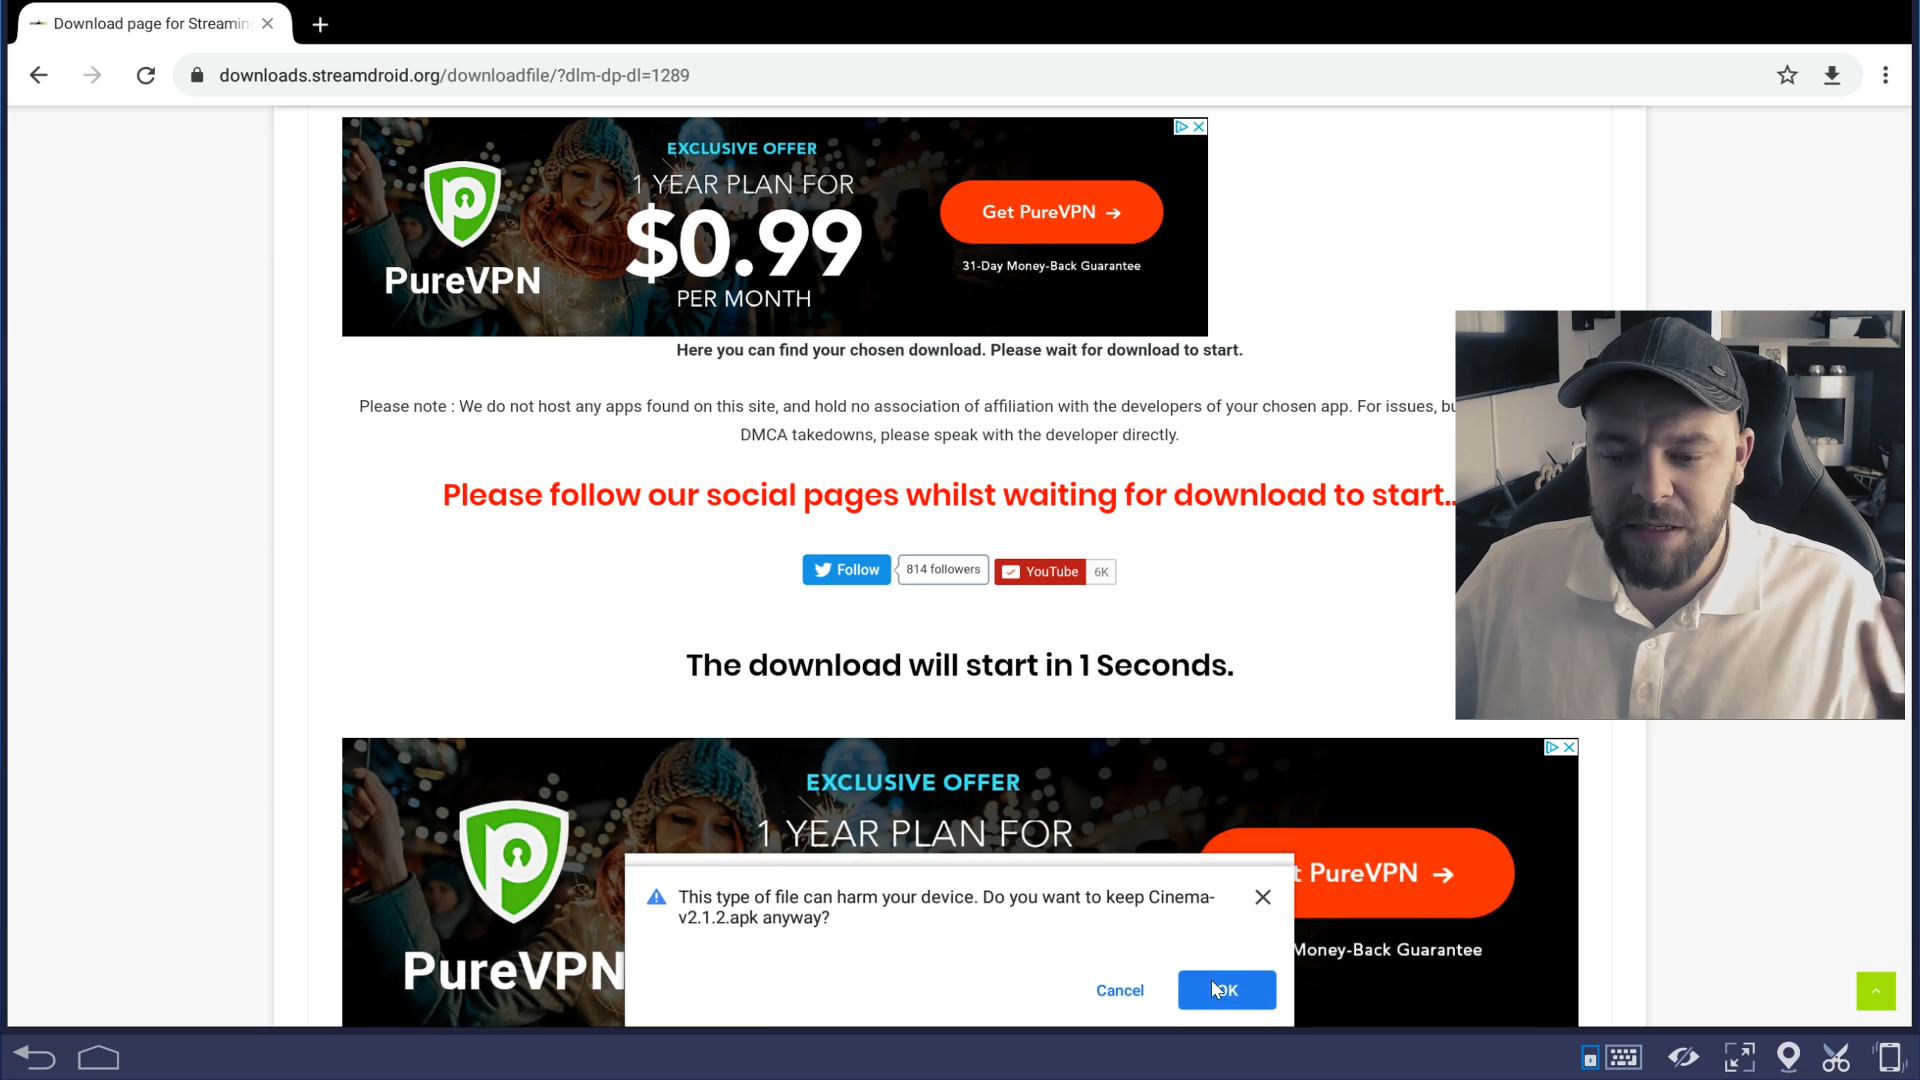 Download page for Streamin
downloads.streamdroid.org/downloadfile/?dlm-dp-dl=1289
EXCLUSIVE OFFER
1 YEAR PLAN FOR
$0.99
PER MONTH
PureVPN
Get PureVPN →
31-Day Money-Back Guarantee
Here you can find your chosen download. Please wait for download to start.
Please note : We do not host any apps found on this site, and hold no association of affiliation with the developers of your chosen app. For issues,
DMCA takedowns, please speak with the developer directly.
Please follow our social pages whilst waiting for download to start..
Follow 814 followers YouTube 6K
The download will start in 1 Seconds.
EXCLUSIVE OFFER
1 YEAR PLAN FOR
PureVPN
PureVPN →
Money-Back Guarantee
This type of file can harm your device. Do you want to keep Cinema-
v2.1.2.apk anyway?
Cancel OK